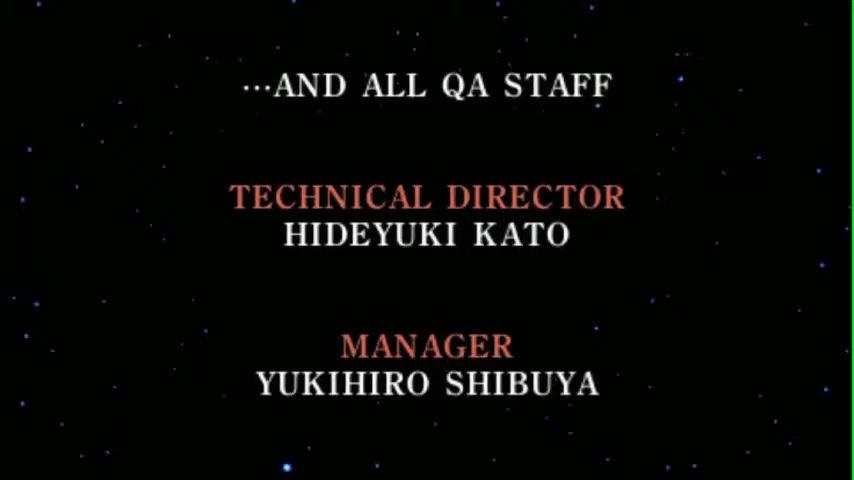 …AND ALL QA STAFF
TECHNICAL DIRECTOR
HIDEYUKI KATO
MANAGER
YUKIHIRO SHIBUYA